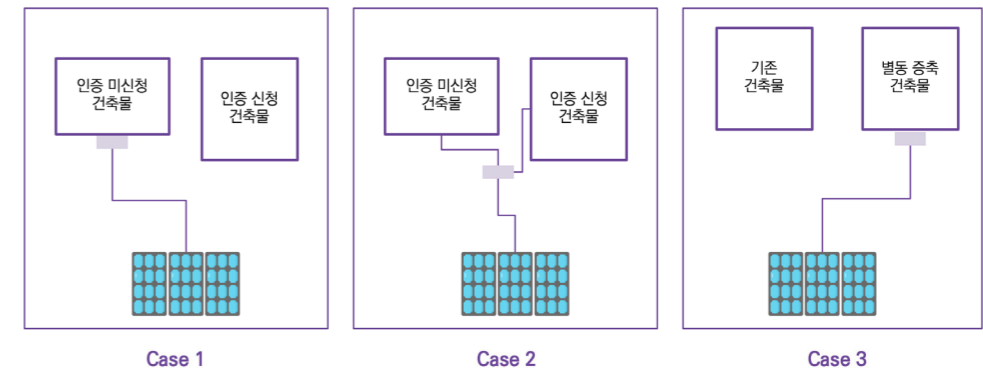 인증 미신청
건축물
인증 신청
건축물
Case 1
인증 미신청
건축물
인증 신청
건축물
Case 2
기존
건축물
별동 증축
건축물
Case 3